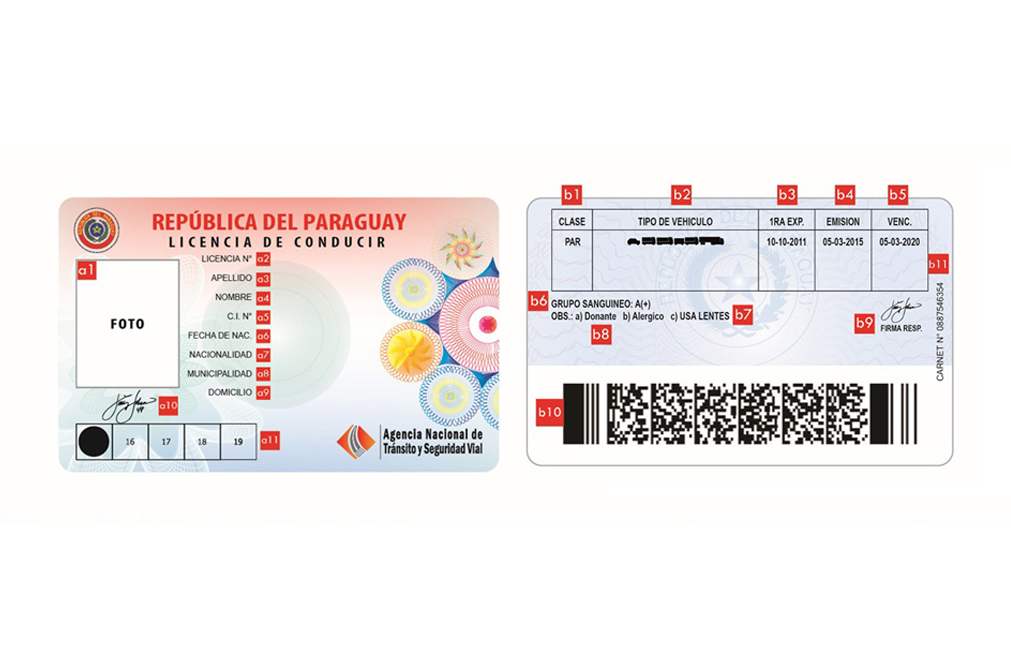 REPÚBLICA DEL PARAGUAY
LICENCIA DE CONDUCIR
a1
FOTO
LICENCIA N° a2
APELLIDO a3
NOMBRE a4
C.I. N° a5
FECHA DE NAC. a6
NACIONALIDAD a7
MUNICIPALIDAD a8
DOMICILIO a9
a10
16 17 18 19 a11
Agencia Nacional de
Tránsito y Seguridad Vial
b1 b2 b3 b4 b5
CLASE TIPO DE VEHICULO 1RA EXP. EMISION VENC.
PAR 10-10-2011 05-03-2015 05-03-2020
b11
b6 GRUPO SANGUINEO: A(+)
OBS.: a) Donante b) Alergico c) USA LENTES b7
b8
b9 FIRMA RESP.
CARNET N° 0887546354
b10